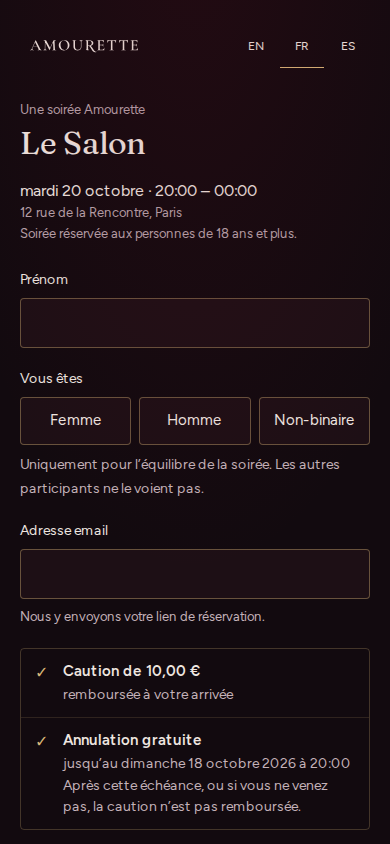 AMOURETTE
EN FR ES
Une soirée Amourette
Le Salon
mardi 20 octobre · 20:00 – 00:00
12 rue de la Rencontre, Paris
Soirée réservée aux personnes de 18 ans et plus.
Prénom
Vous êtes
Femme Homme Non-binaire
Uniquement pour l’équilibre de la soirée. Les autres
participants ne le voient pas.
Adresse email
Nous y envoyons votre lien de réservation.
✓ Caution de 10,00 €
remboursée à votre arrivée
✓ Annulation gratuite
jusqu’au dimanche 18 octobre 2026 à 20:00
Après cette échéance, ou si vous ne venez
pas, la caution n’est pas remboursée.